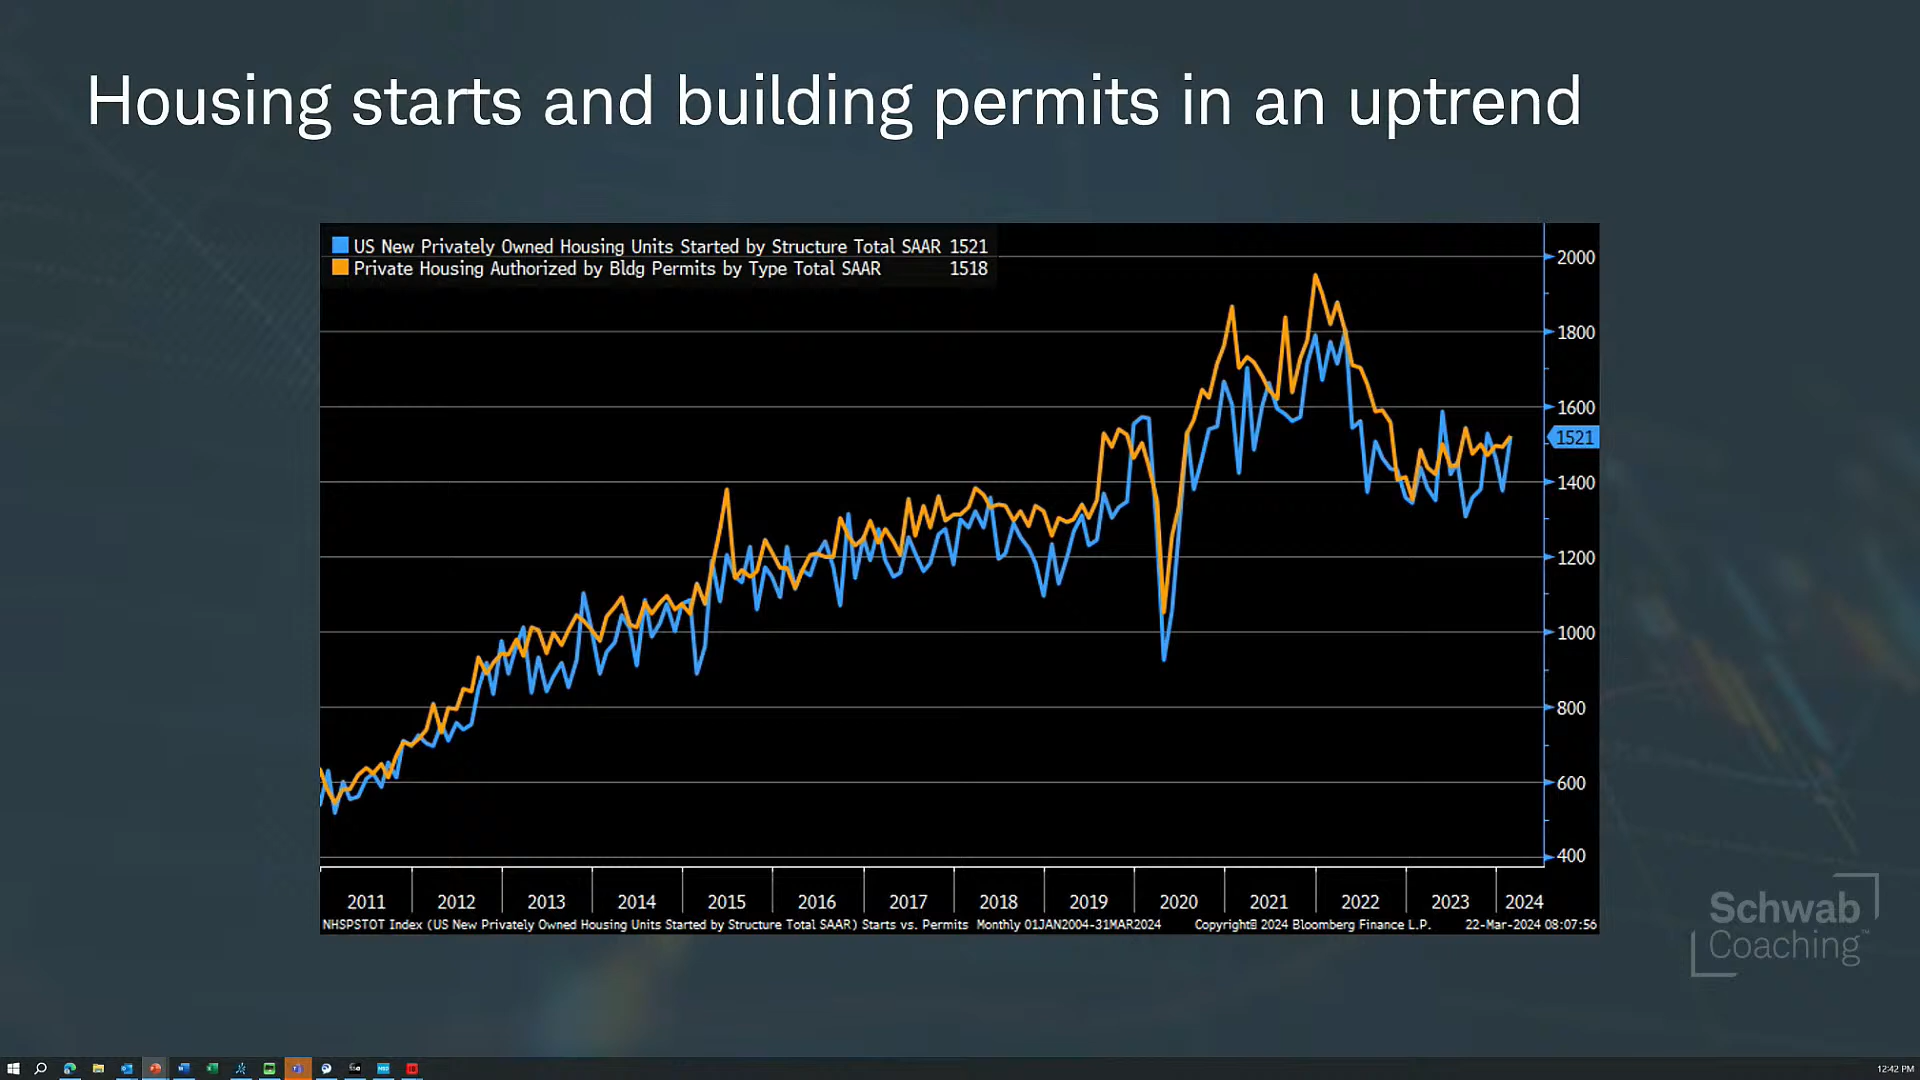 Housing starts and building permits in an uptrend
US New Privately Owned Housing Units Started by Structure Total SAAR 1521
Private Housing Authorized by Bldg Permits by Type Total SAAR 1518
2000
1800
1600
1521
1400
1200
1000
800
600
400
2011 2012 2013 2014 2015 2016 2017 2018 2019 2020 2021 2022 2023 2024
NHSPSTOT Index (US New Privately Owned Housing Units Started by Structure Total SAAR) Starts vs. Permits Monthly 01JAN2004-31MAR2024 Copyright© 2024 Bloomberg Finance L.P. 22-Mar-2024 08:07:56
Schwab
Coaching™
12:42 PM